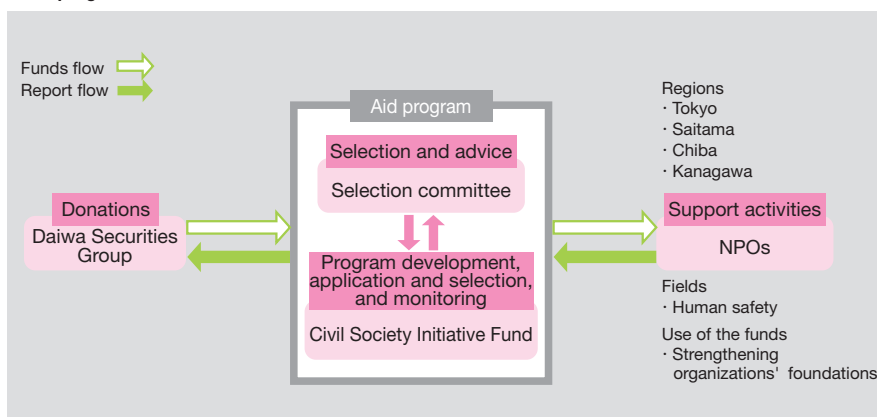 Funds flow
Report flow
Aid program
Selection and advice
Selection committee
Program development,
application and selection,
and monitoring
Civil Society Initiative Fund
Donations
Daiwa Securities
Group
Regions
· Tokyo
· Saitama
· Chiba
· Kanagawa
Support activities
NPOs
Fields
· Human safety
Use of the funds
· Strengthening
organizations' foundations